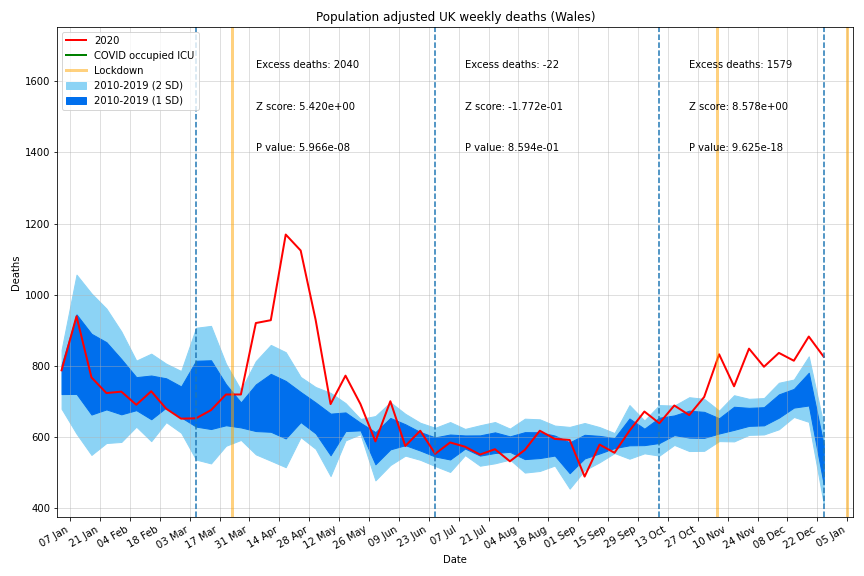 Population adjusted UK weekly deaths (Wales)
2020
COVID occupied ICU
Lockdown
2010-2019 (2 SD)
2010-2019 (1 SD)
Excess deaths: 2040
Z score: 5.420e+00
P value: 5.966e-08
Excess deaths: -22
Z score: -1.772e-01
P value: 8.594e-01
Excess deaths: 1579
Z score: 8.578e+00
P value: 9.625e-18
Deaths
1600
1400
1200
1000
800
600
400
07 Jan
21 Jan
04 Feb
18 Feb
03 Mar
17 Mar
31 Mar
14 Apr
28 Apr
12 May
26 May
09 Jun
23 Jun
07 Jul
21 Jul
04 Aug
18 Aug
01 Sep
15 Sep
29 Sep
13 Oct
27 Oct
10 Nov
24 Nov
08 Dec
22 Dec
05 Jan
Date